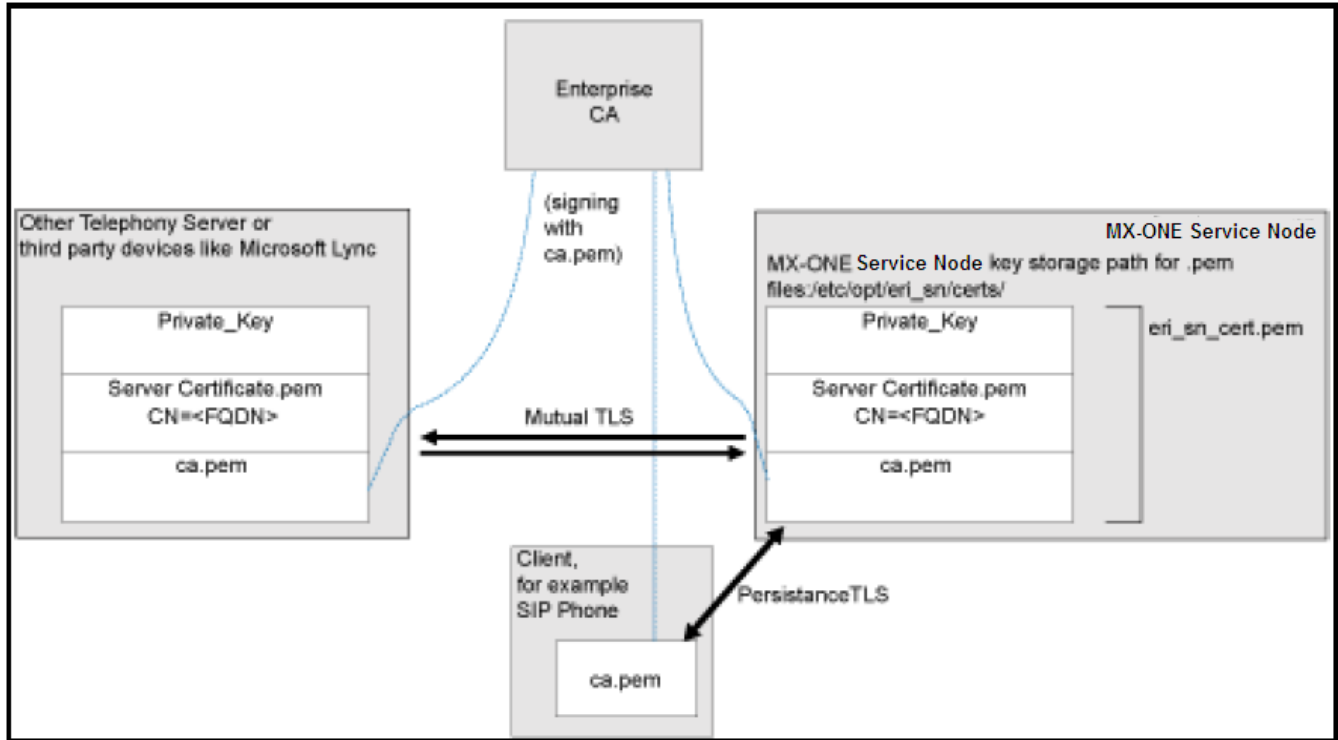 Enterprise
CA
(signing
with
ca.pem)
Other Telephony Server or
third party devices like Microsoft Lync
Private_Key
Server Certificate.pem
CN=<FQDN>
ca.pem
Mutual TLS
MX-ONE Service Node
MX-ONE Service Node key storage path for .pem
files:/etc/opt/eri_sn/certs/
Private_Key
Server Certificate.pem
CN=<FQDN>
ca.pem
eri_sn_cert.pem
Client,
for example
SIP Phone
ca.pem
PersistanceTLS